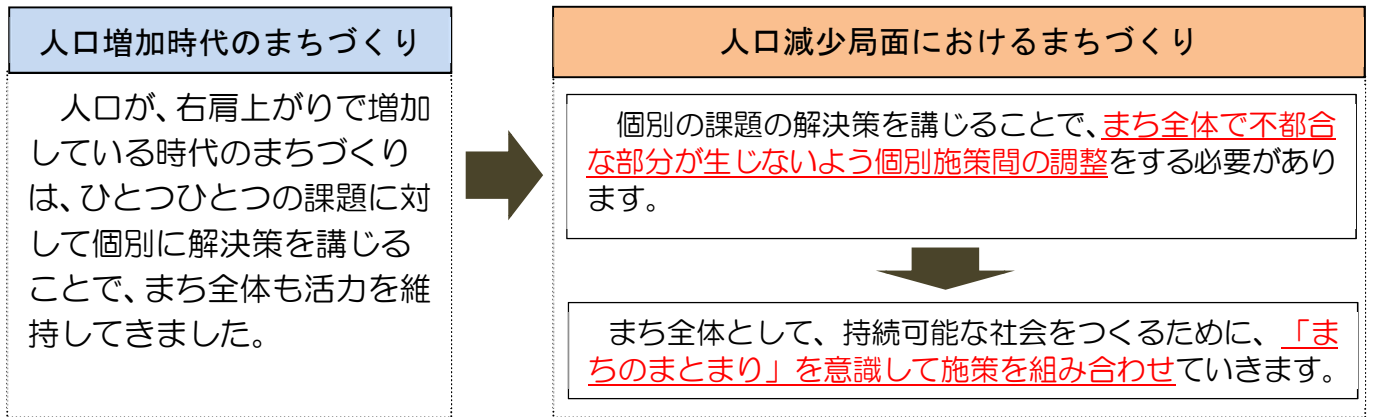 人口増加時代のまちづくり
人口が、右肩上がりで増加
している時代のまちづくり
は、ひとつひとつの課題に対
して個別に解決策を講じる
ことで、まち全体も活力を維
持してきました。
人口減少局面におけるまちづくり
個別の課題の解決策を講じることで、まち全体で不都合
な部分が生じないよう個別施策間の調整をする必要があり
ます。
まち全体として、持続可能な社会をつくるために、「ま
ちのまとまり」を意識して施策を組み合わせていきます。